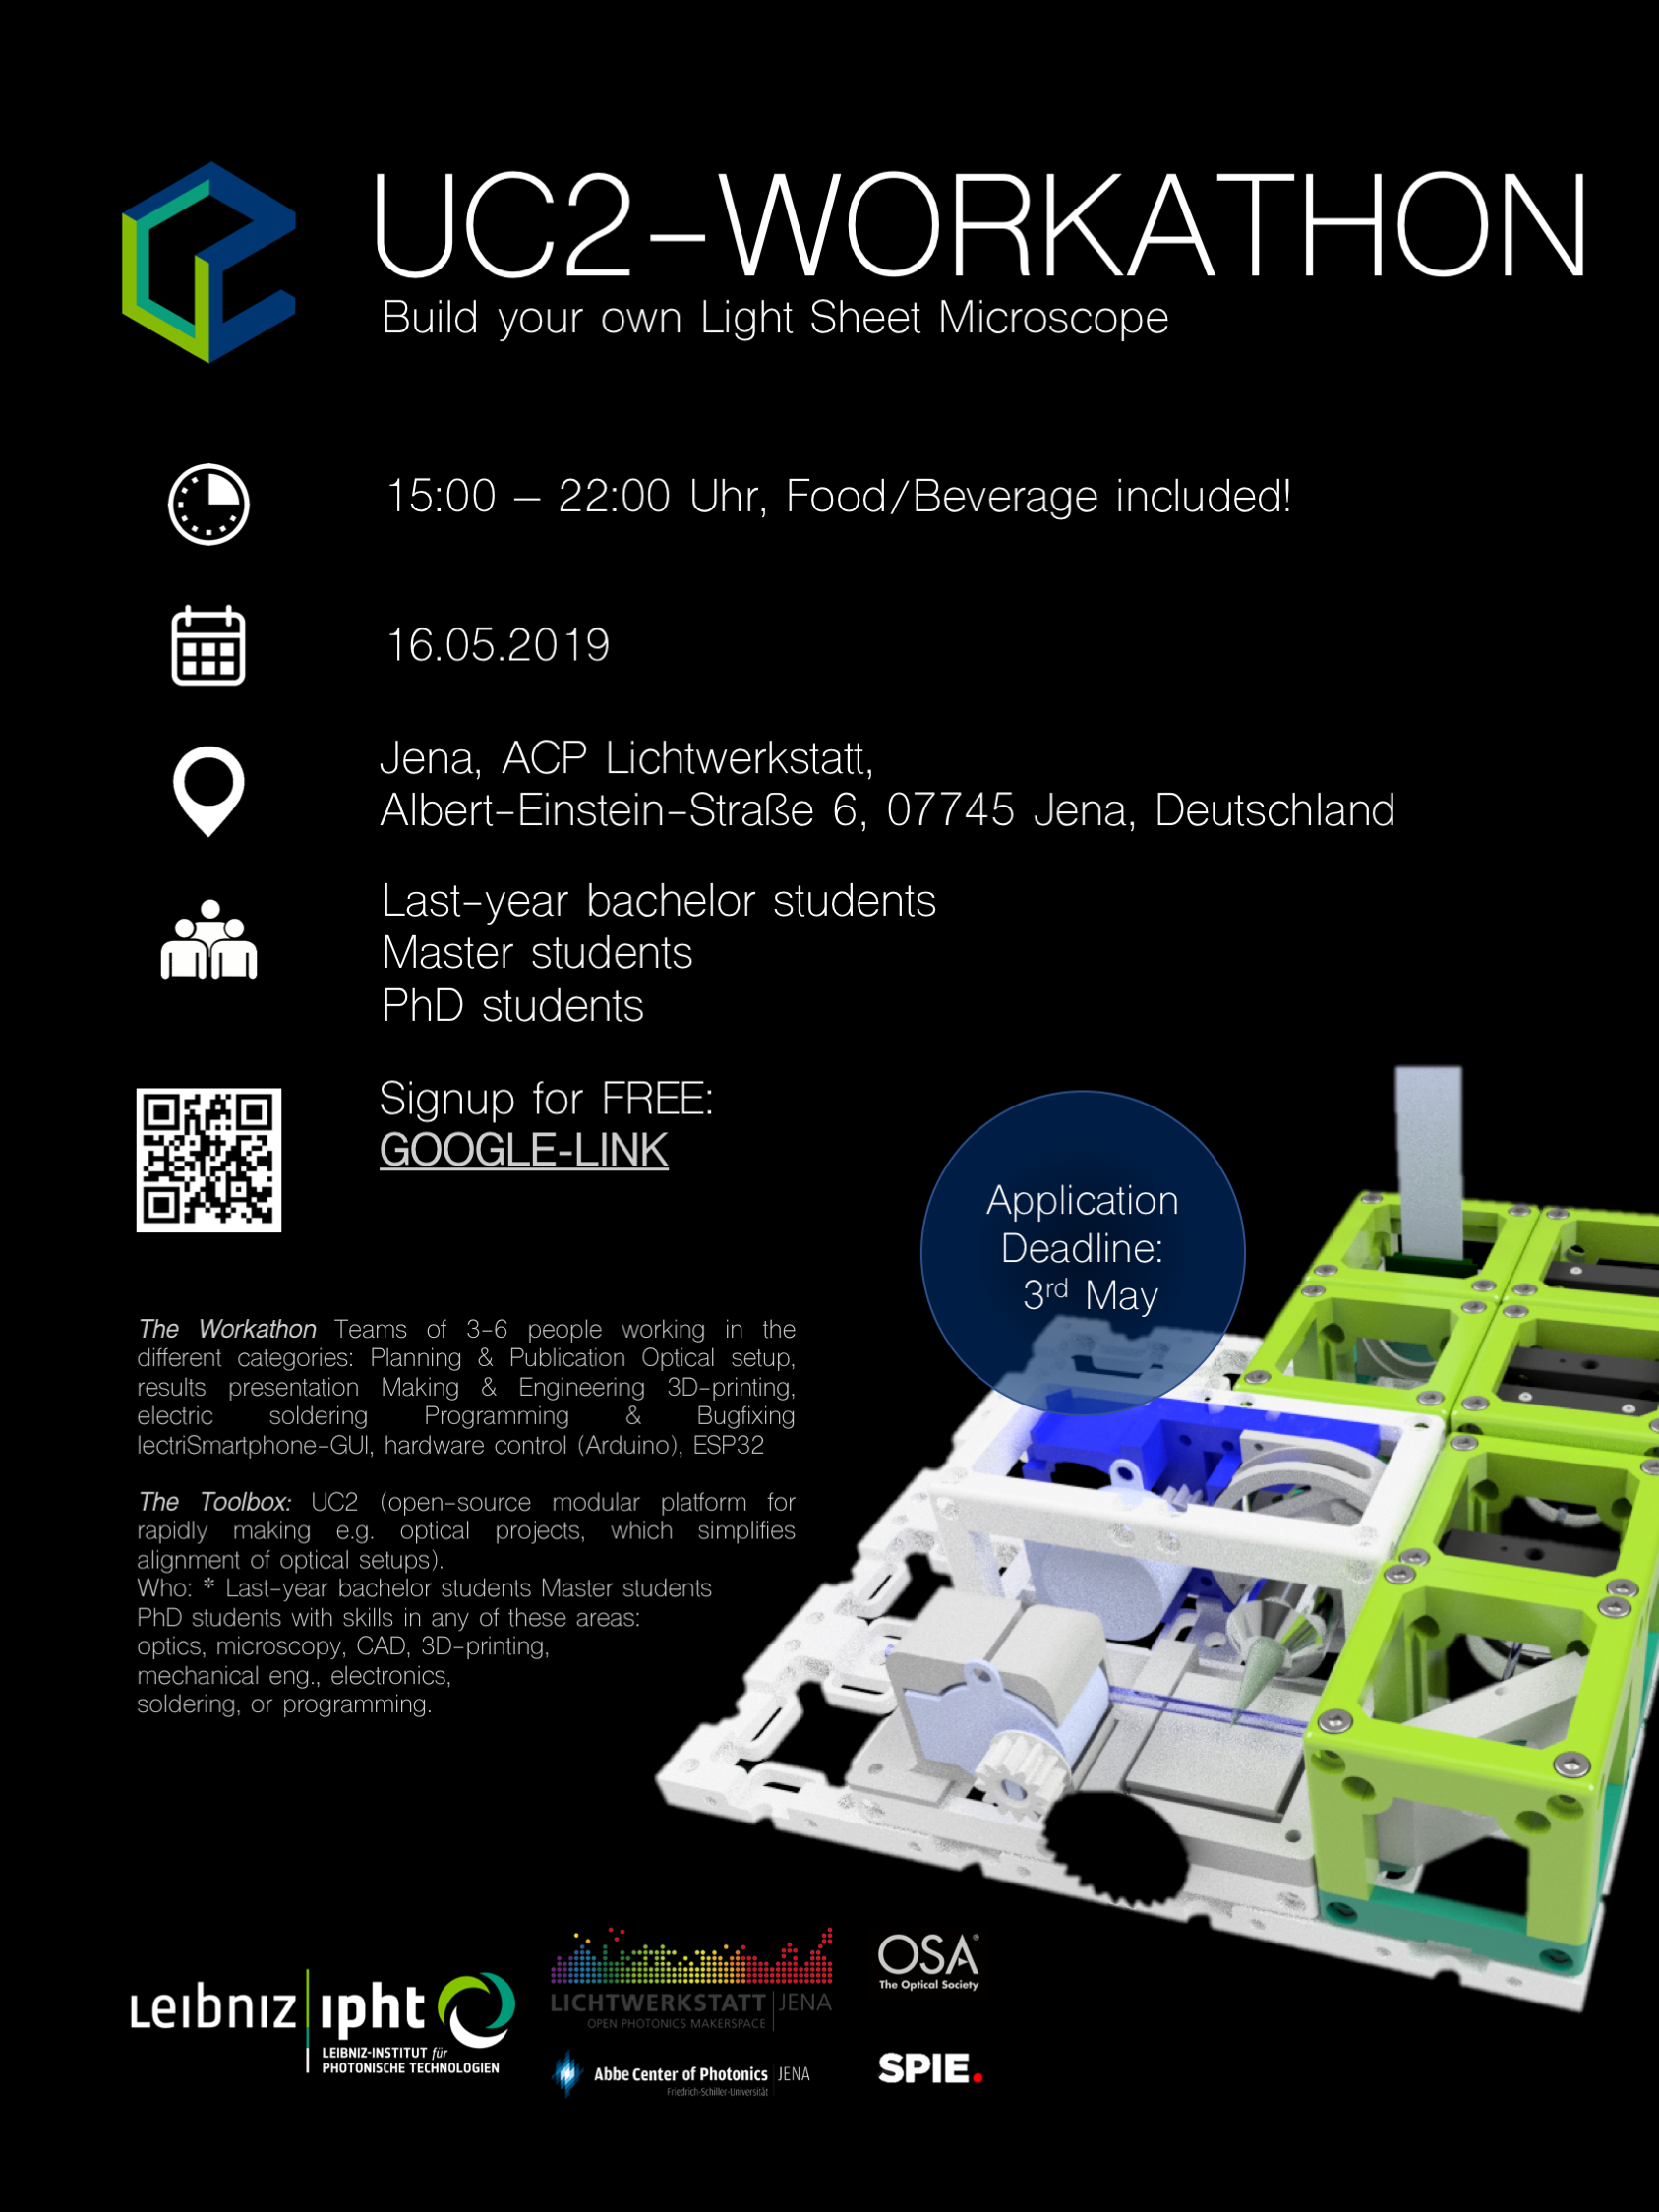 UC2-WORKATHON
Build your own Light Sheet Microscope
15:00 – 22:00 Uhr, Food/Beverage included!
16.05.2019
Jena, ACP Lichtwerkstatt,
Albert-Einstein-Straße 6, 07745 Jena, Deutschland
Last-year bachelor students
Master students
PhD students
Signup for FREE:
GOOGLE-LINK
Application
Deadline:
3rd May
The Workathon Teams of 3-6 people working in the
different categories: Planning & Publication Optical setup,
results presentation Making & Engineering 3D-printing,
electric soldering Programming & Bugfixing
lectriSmartphone-GUI, hardware control (Arduino), ESP32
The Toolbox: UC2 (open-source modular platform for
rapidly making e.g. optical projects, which simplifies
alignment of optical setups).
Who: * Last-year bachelor students Master students
PhD students with skills in any of these areas:
optics, microscopy, CAD, 3D-printing,
mechanical eng., electronics,
soldering, or programming.
Leibniz ipht
LEIBNIZ-INSTITUT für
PHOTONISCHE TECHNOLOGIEN
LICHTWERKSTATT JENA
OPEN PHOTONICS MAKERSPACE
Abbe Center of Photonics JENA
Friedrich-Schiller-Universität
OSA®
The Optical Society
SPIE.